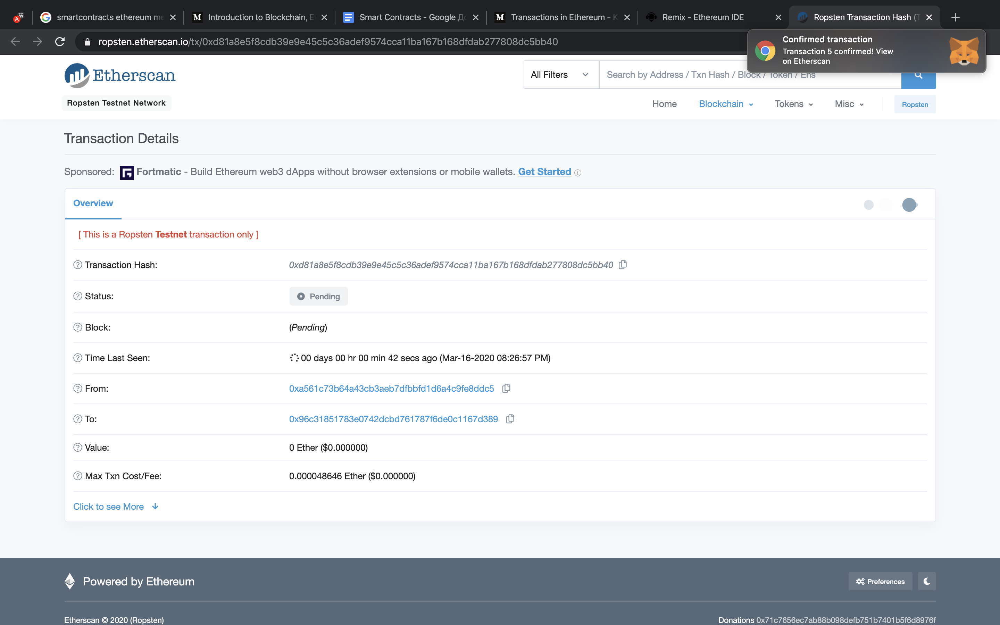 smartcontracts ethereum me
Introduction to Blockchain, E
Smart Contracts - Google До
Transactions in Ethereum - K
Remix - Ethereum IDE
Ropsten Transaction Hash (T
ropsten.etherscan.io/tx/0xd81a8e5f8cdb39e9e45c5c36adef9574cca11ba167b168dfdab277808dc5bb40
Confirmed transaction
Transaction 5 confirmed! View
on Etherscan
Etherscan
All Filters
Search by Address / Txn Hash / Block / Token / Ens
Ropsten Testnet Network
Home Blockchain Tokens Misc Ropsten
Transaction Details
Sponsored: Fortmatic - Build Ethereum web3 dApps without browser extensions or mobile wallets. Get Started
Overview
[ This is a Ropsten Testnet transaction only ]
Transaction Hash: 0xd81a8e5f8cdb39e9e45c5c36adef9574cca11ba167b168dfdab277808dc5bb40
Status: Pending
Block: (Pending)
Time Last Seen: 00 days 00 hr 00 min 42 secs ago (Mar-16-2020 08:26:57 PM)
From: 0xa561c73b64a43cb3aeb7dfbbfd1d6a4c9fe8ddc5
To: 0x96c31851783e0742dcbd761787f6de0c1167d389
Value: 0 Ether ($0.000000)
Max Txn Cost/Fee: 0.000048646 Ether ($0.000000)
Click to see More
Powered by Ethereum
Preferences
Etherscan © 2020 (Ropsten)
Donations 0x71c7656ec7ab88b098defb751b7401b5f6d8976f